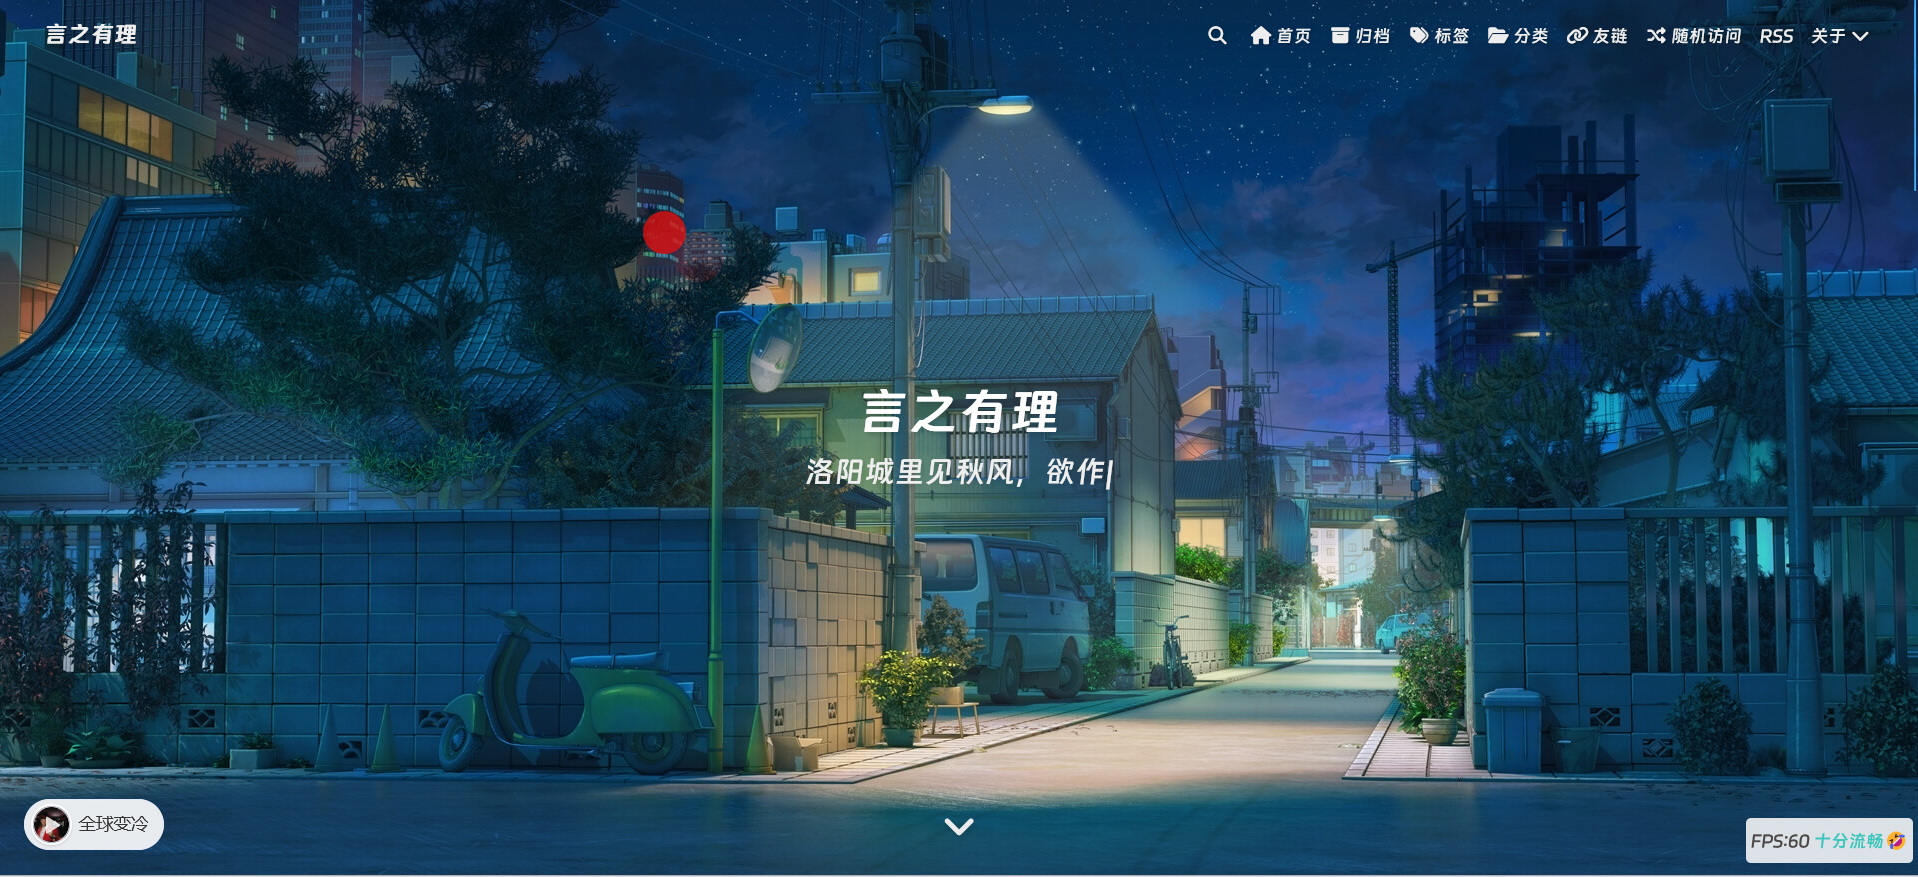 言之有理
首页 归档 标签 分类 友链 随机访问 RSS 关于
言之有理
洛阳城里见秋风，欲作|
全球变冷
FPS:60 十分流畅🤣